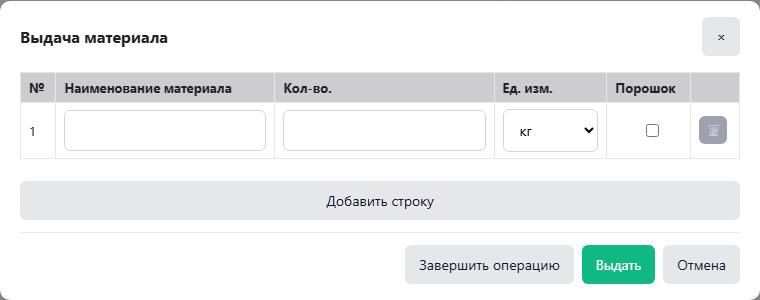 Выдача материала
×
№ Наименование материала Кол-во. Ед. изм. Порошок
1 кг
Добавить строку
Завершить операцию Выдать Отмена